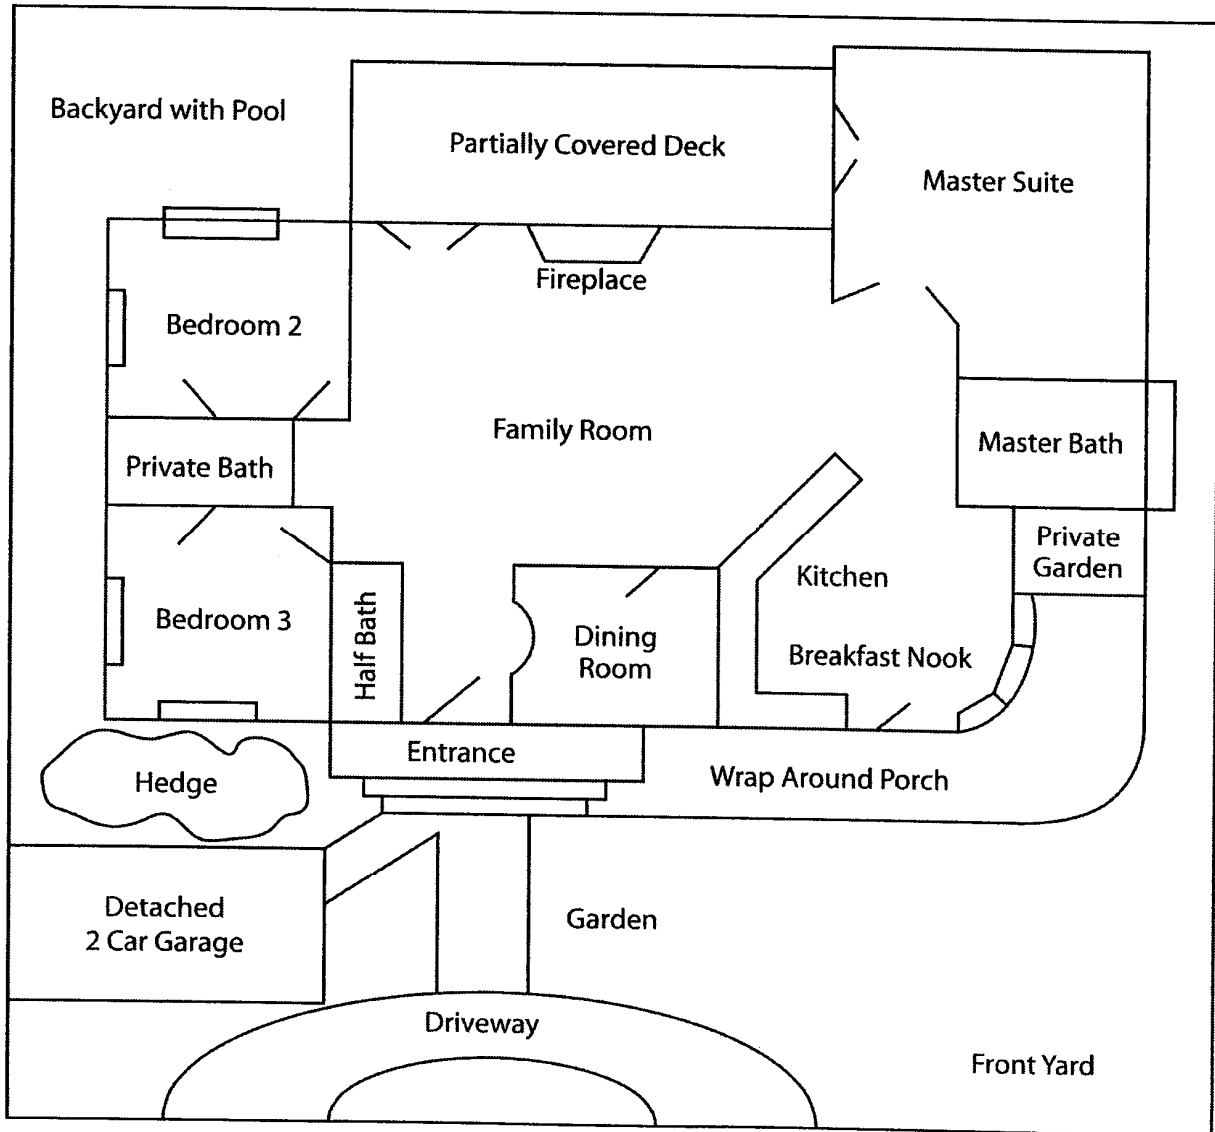 Backyard with Pool
Partially Covered Deck
Master Suite
Fireplace
Bedroom 2
Family Room
Master Bath
Private Bath
Private
Garden
Kitchen
Bedroom 3
Half Bath
Dining
Room
Breakfast Nook
Entrance
Wrap Around Porch
Hedge
Detached
2 Car Garage
Garden
Driveway
Front Yard